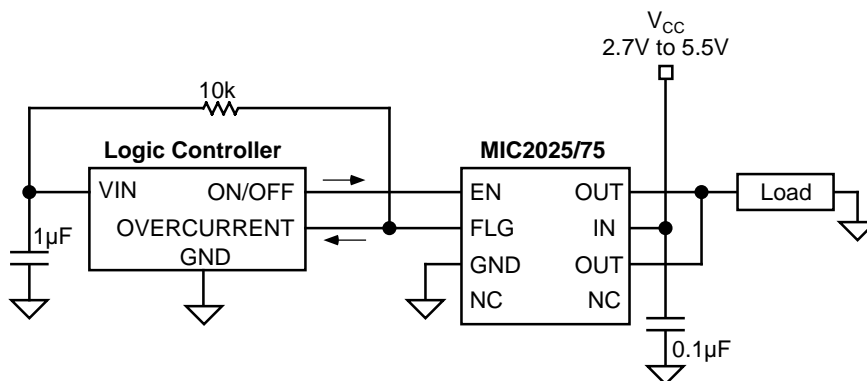 V_CC
2.7V to 5.5V
10k
Logic Controller
MIC2025/75
VIN
ON/OFF
EN
OUT
Load
OVERCURRENT
FLG
IN
1µF
GND
GND
OUT
NC
NC
0.1µF